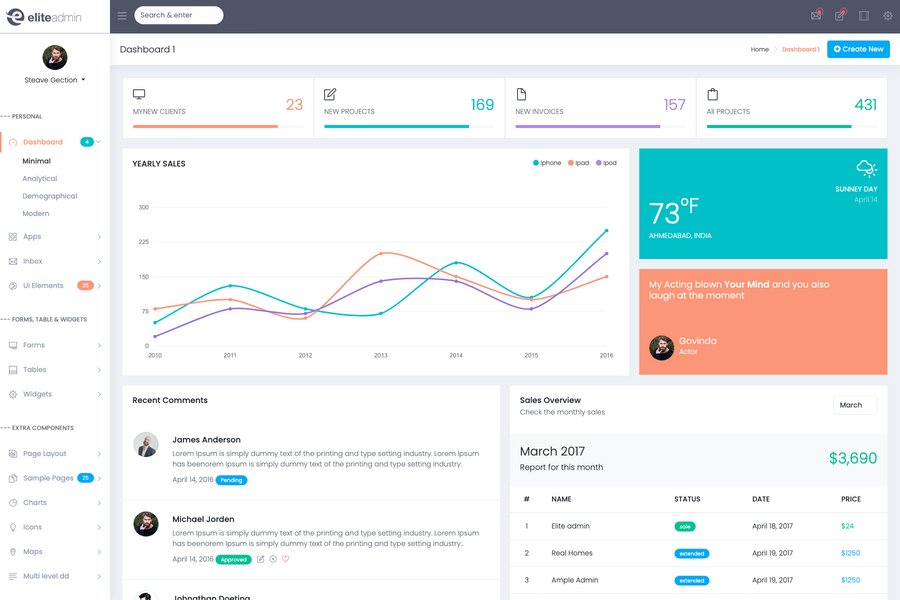 eliteadmin
Search & enter
Steave Gection
--- PERSONAL
Dashboard 4
Minimal
Analytical
Demographical
Modern
Apps
Inbox
Ui Elements 25
--- FORMS, TABLE & WIDGETS
Forms
Tables
Widgets
--- EXTRA COMPONENTS
Page Layout
Sample Pages 25
Charts
Icons
Maps
Multi level dd
Dashboard 1
Home > Dashboard 1
Create New
MYNEW CLIENTS 23
NEW PROJECTS 169
NEW INVOICES 157
All PROJECTS 431
YEARLY SALES
Iphone Ipad Ipod
300
225
150
75
0
2010 2011 2012 2013 2014 2015 2016
SUNNEY DAY
April 14
73°F
AHMEDABAD, INDIA
My Acting blown Your Mind and you also
laugh at the moment
Govinda
Actor
Recent Comments
James Anderson
Lorem Ipsum is simply dummy text of the printing and type setting industry. Lorem Ipsum
has beenorem Ipsum is simply dummy text of the printing and type setting industry.
April 14, 2016 Pending
Michael Jorden
Lorem Ipsum is simply dummy text of the printing and type setting industry. Lorem Ipsum
has beenorem Ipsum is simply dummy text of the printing and type setting industry..
April 14, 2016 Approved
Johnathan Doeting
Sales Overview
Check the monthly sales
March
March 2017
Report for this month
$3,690
# NAME STATUS DATE PRICE
1 Elite admin sale April 18, 2017 $24
2 Real Homes extended April 19, 2017 $1250
3 Ample Admin extended April 19, 2017 $1250